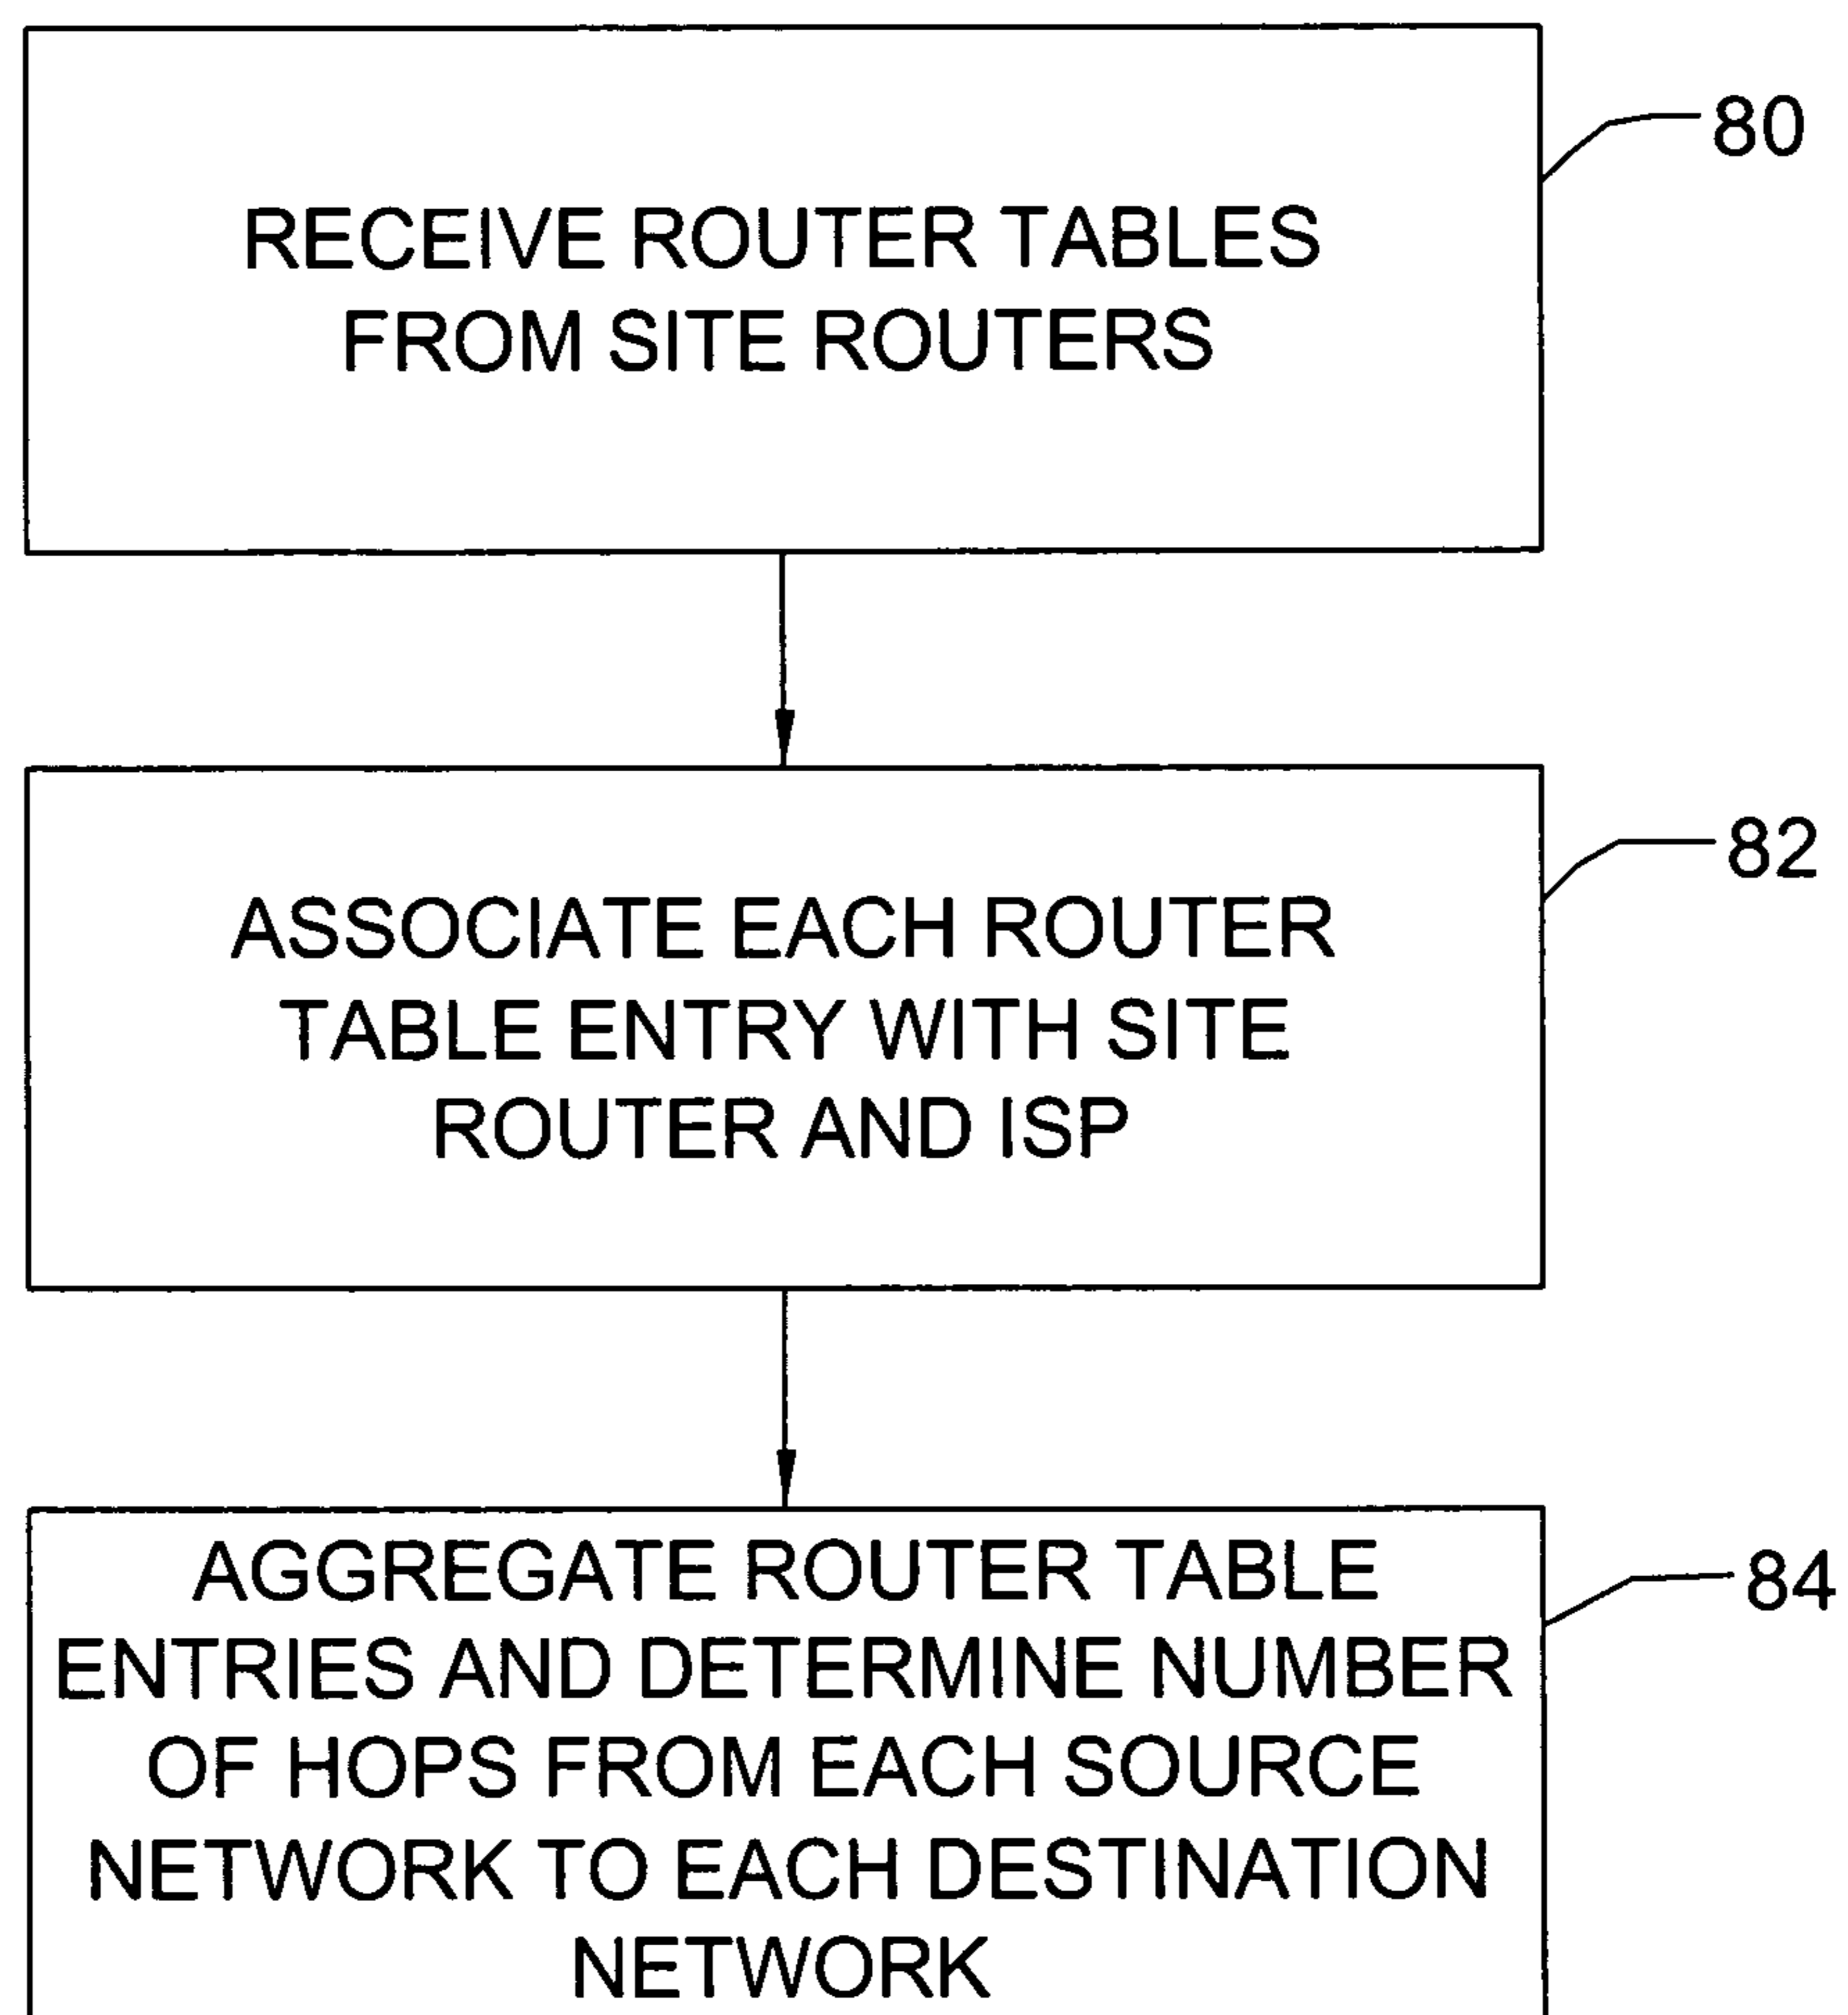 RECEIVE ROUTER TABLES
FROM SITE ROUTERS
80
ASSOCIATE EACH ROUTER
TABLE ENTRY WITH SITE
ROUTER AND ISP
82
AGGREGATE ROUTER TABLE
ENTRIES AND DETERMINE NUMBER
OF HOPS FROM EACH SOURCE
NETWORK TO EACH DESTINATION
NETWORK
84